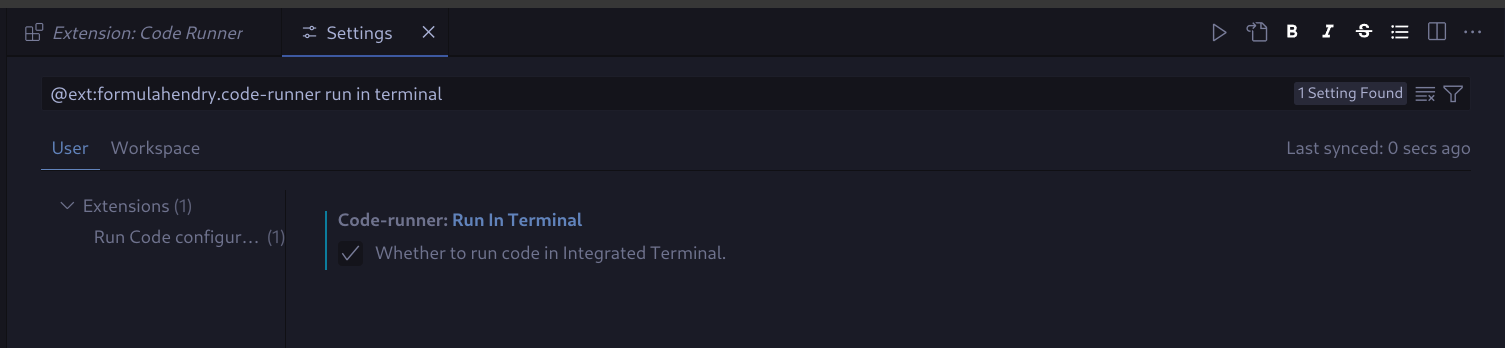 Extension: Code Runner
Settings
B I S
@ext:formulahendry.code-runner run in terminal
1 Setting Found
User
Workspace
Last synced: 0 secs ago
Extensions (1)
Run Code configur... (1)
Code-runner: Run In Terminal
Whether to run code in Integrated Terminal.